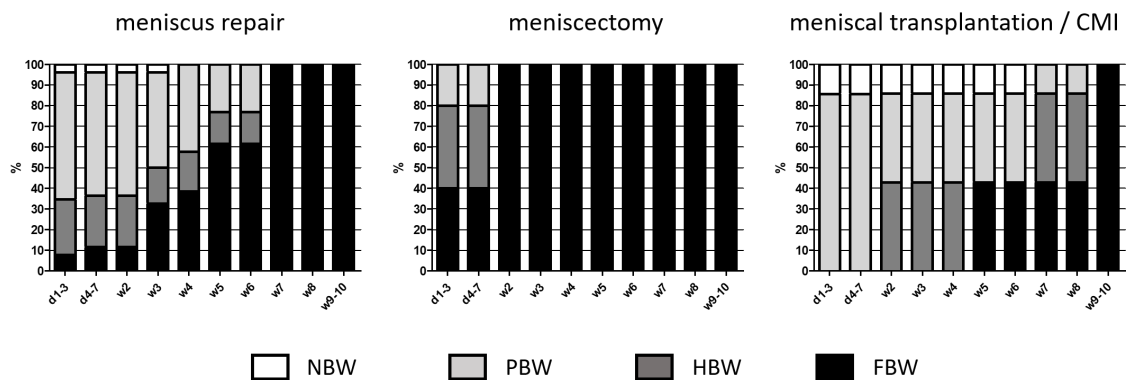 meniscus repair
meniscectomy
meniscal transplantation / CMI
100
90
80
70
60
50
40
30
20
10
0
%
d1-3
d4-7
w2
w3
w4
w5
w6
w7
w8
w9-10
100
90
80
70
60
50
40
30
20
10
0
%
d1-3
d4-7
w2
w3
w4
w5
w6
w7
w8
w9-10
100
90
80
70
60
50
40
30
20
10
0
%
d1-3
d4-7
w2
w3
w4
w5
w6
w7
w8
w9-10
NBW
PBW
HBW
FBW